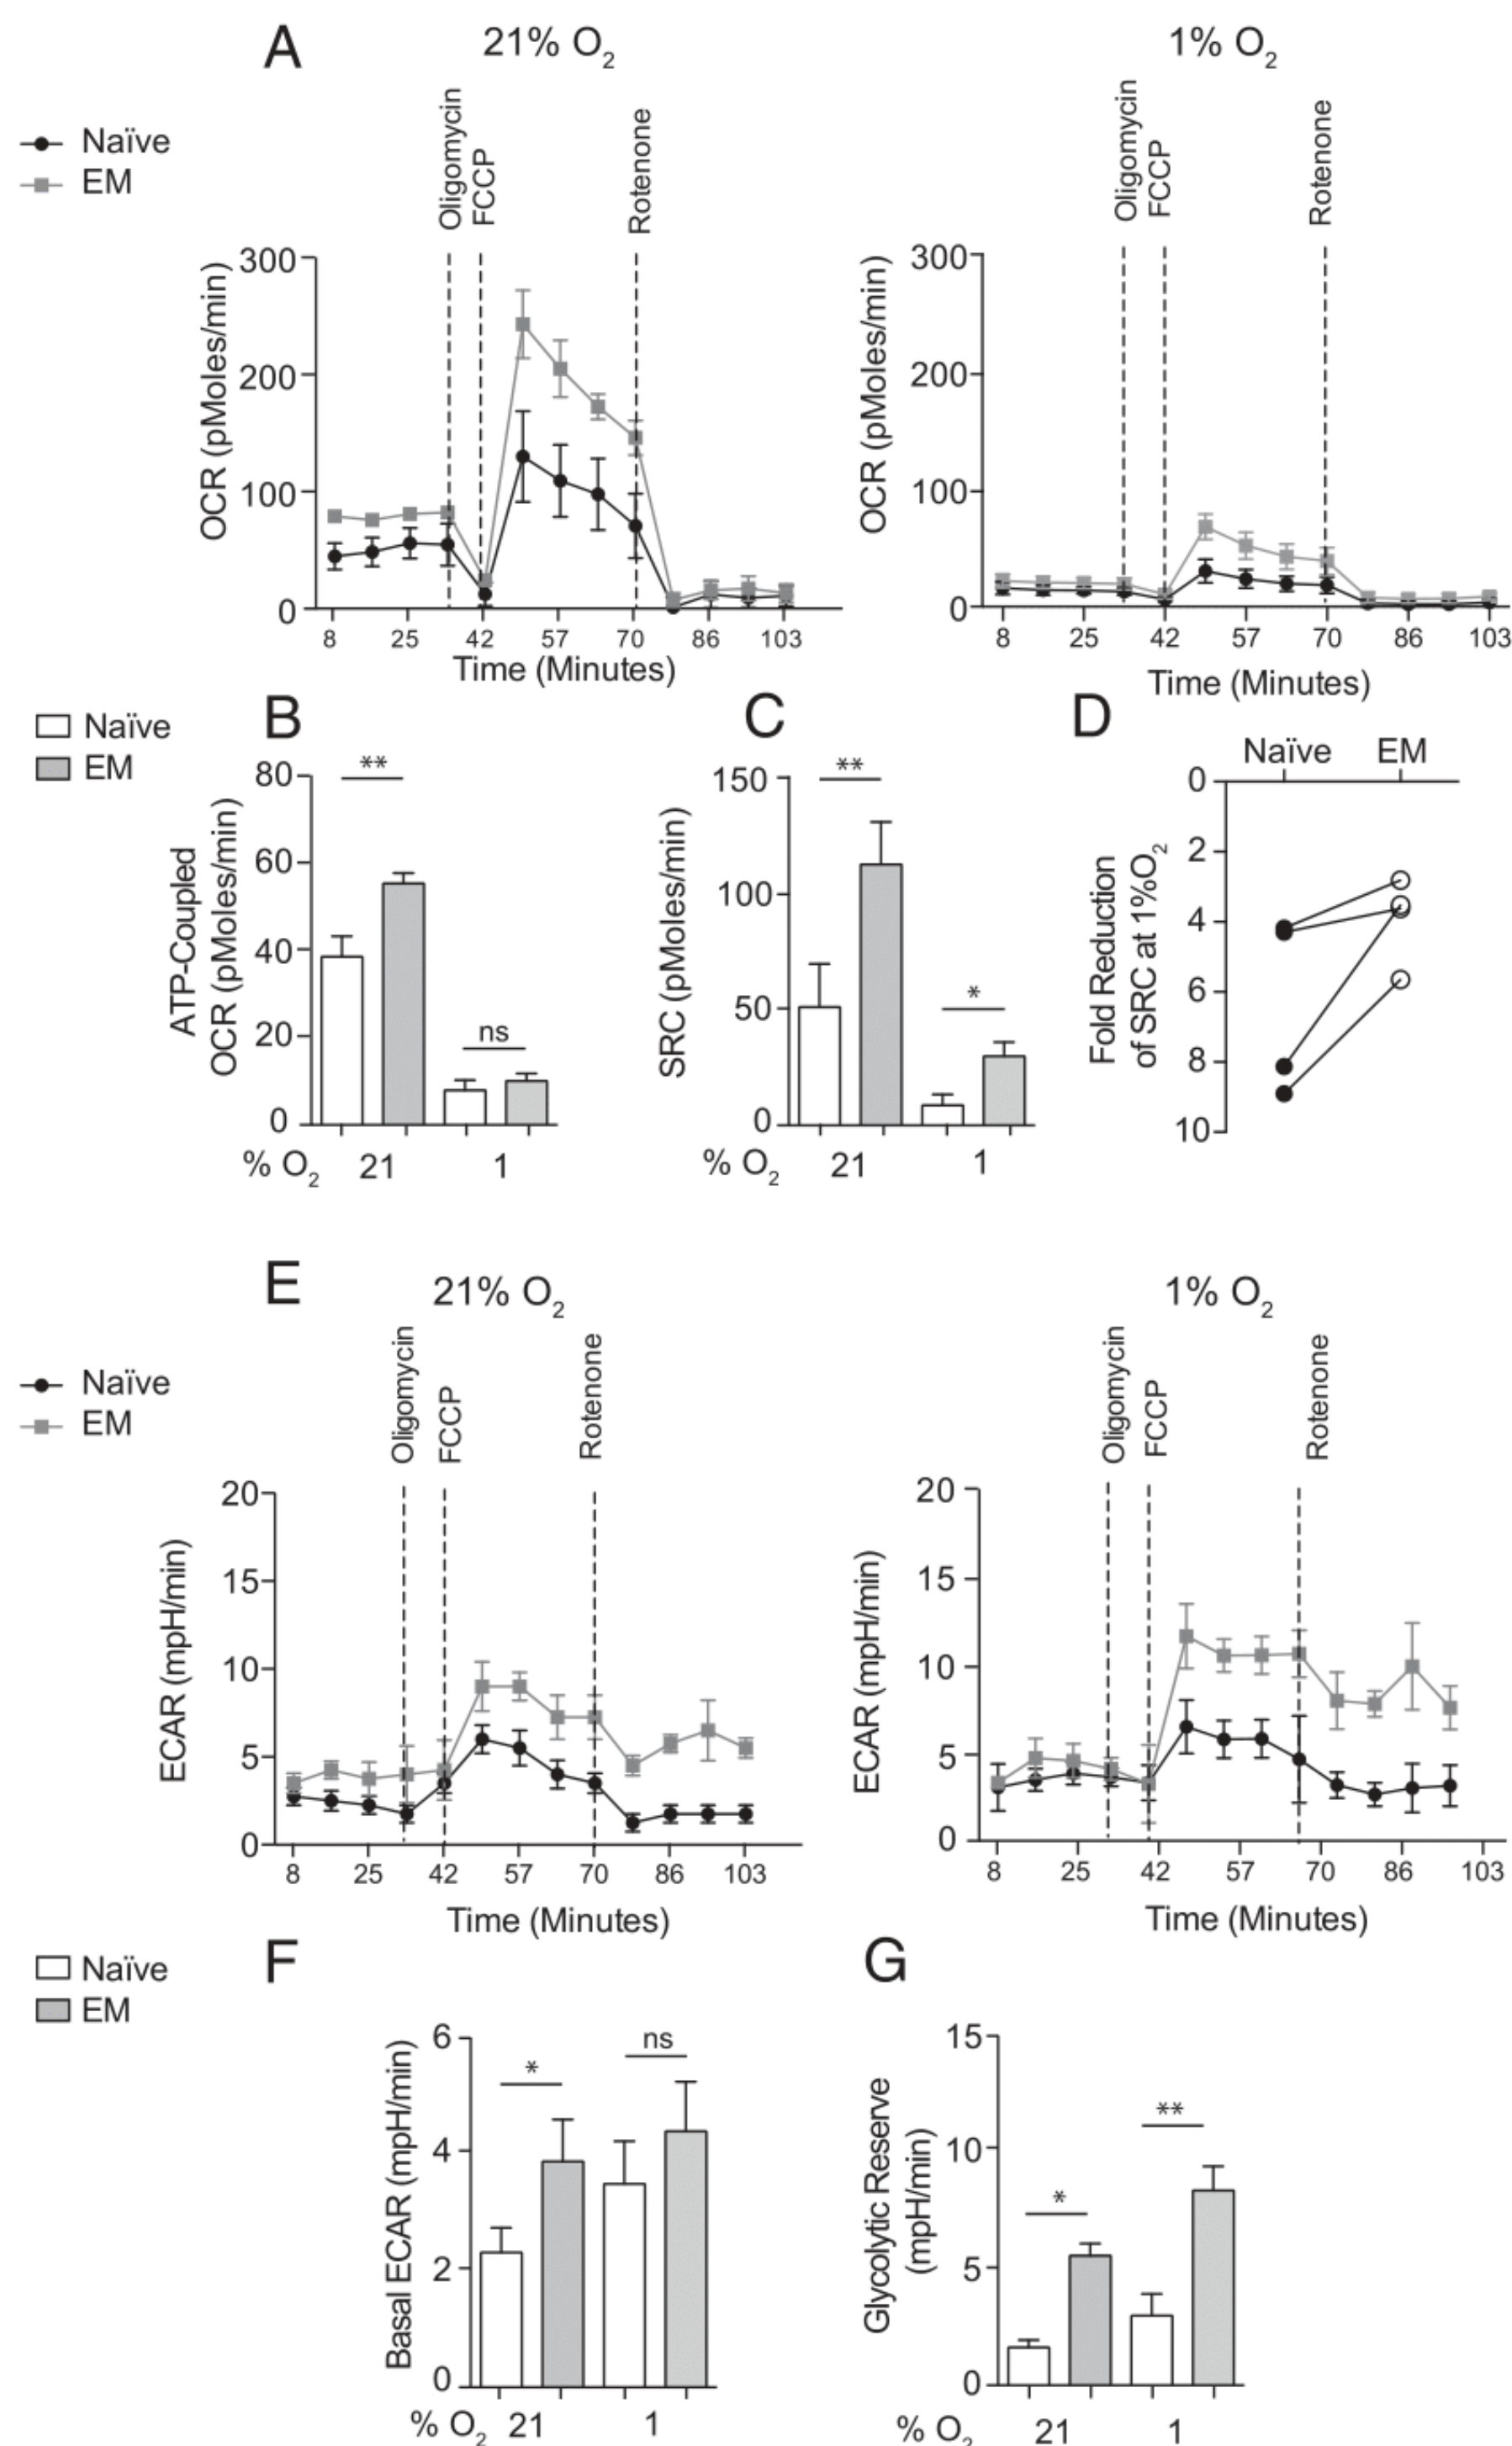 A
21% O2
1% O2
Naïve
EM
Oligomycin
FCCP
Rotenone
Oligomycin
FCCP
Rotenone
OCR (pMoles/min)
300
200
100
0
8 25 42 57 70 86 103
Time (Minutes)
OCR (pMoles/min)
300
200
100
0
8 25 42 57 70 86 103
Time (Minutes)
Naïve
EM
B
ATP-Coupled
OCR (pMoles/min)
80
60
40
20
0
**
ns
% O2 21 1
C
SRC (pMoles/min)
150
100
50
0
**
*
% O2 21 1
D
Naïve EM
Fold Reduction
of SRC at 1%O2
0
2
4
6
8
10
E
21% O2
1% O2
Naïve
EM
Oligomycin
FCCP
Rotenone
Oligomycin
FCCP
Rotenone
ECAR (mpH/min)
20
15
10
5
0
8 25 42 57 70 86 103
Time (Minutes)
ECAR (mpH/min)
20
15
10
5
0
8 25 42 57 70 86 103
Time (Minutes)
Naïve
EM
F
Basal ECAR (mpH/min)
6
4
2
0
*
ns
% O2 21 1
G
Glycolytic Reserve
(mpH/min)
15
10
5
0
*
**
% O2 21 1